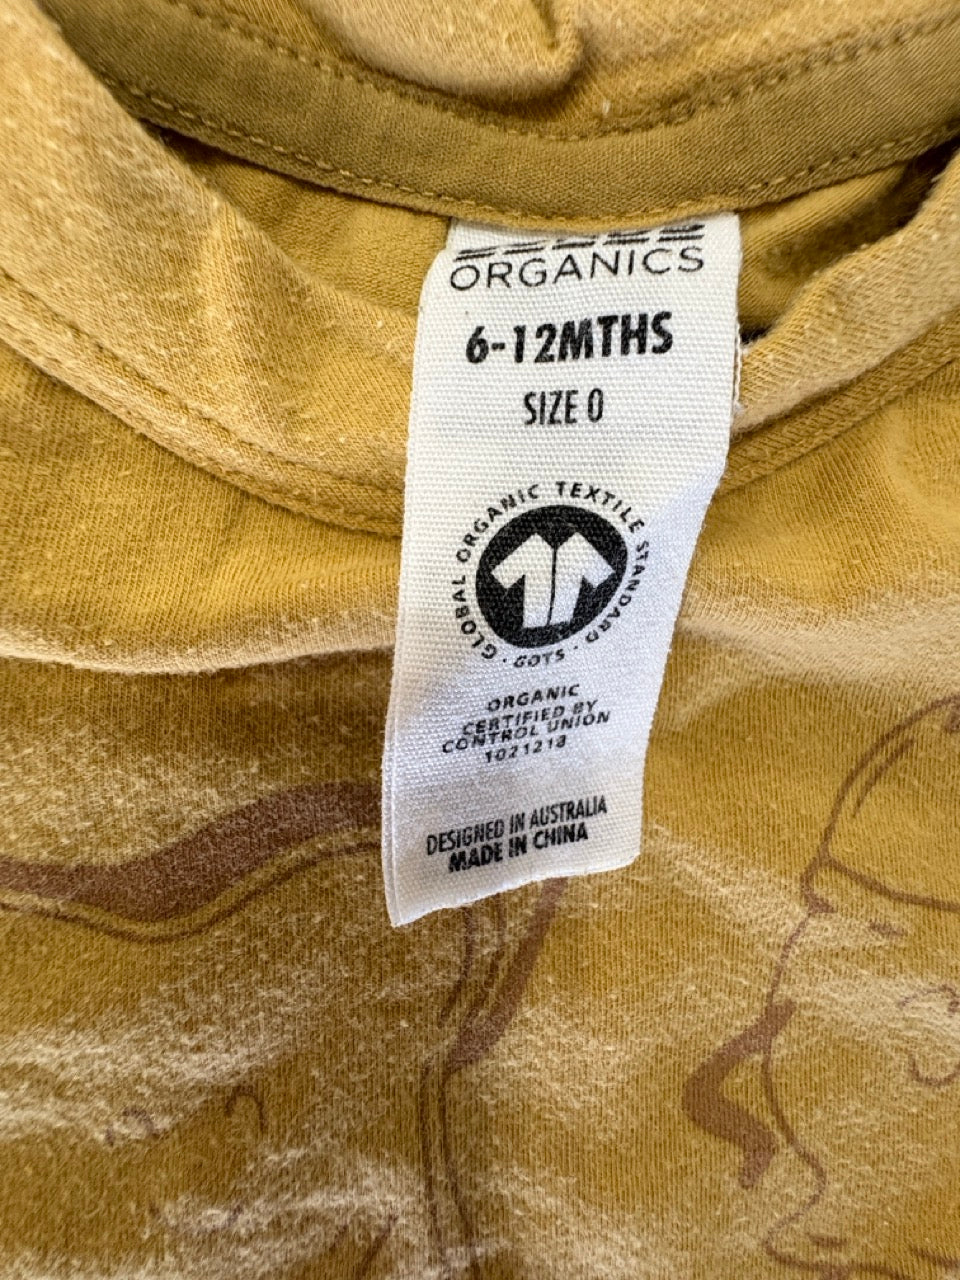 ORGANICS
6-12MTHS
SIZE 0
GLOBAL ORGANIC TEXTILE STANDARD
· GOTS ·
ORGANIC
CERTIFIED BY
CONTROL UNION
1021213
DESIGNED IN AUSTRALIA
MADE IN CHINA